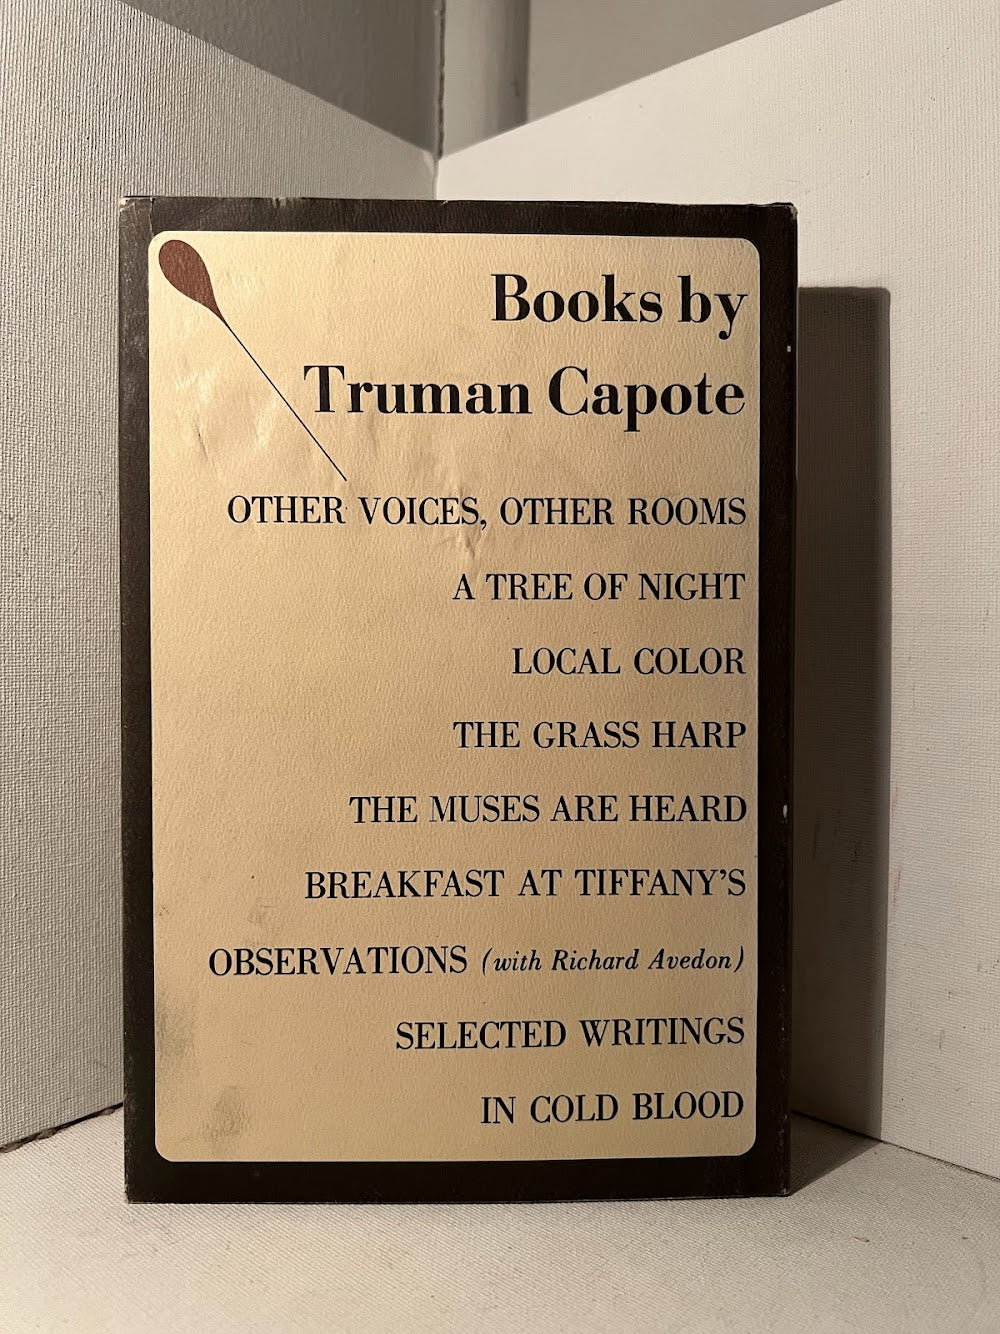 Books by
Truman Capote
OTHER VOICES, OTHER ROOMS
A TREE OF NIGHT
LOCAL COLOR
THE GRASS HARP
THE MUSES ARE HEARD
BREAKFAST AT TIFFANY'S
OBSERVATIONS (with Richard Avedon)
SELECTED WRITINGS
IN COLD BLOOD